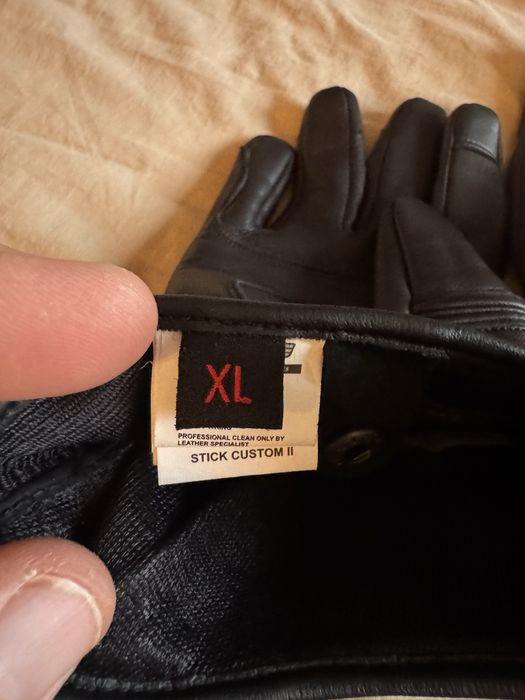 XL
PROFESSIONAL CLEAN ONLY BY
LEATHER SPECIALIST
STICK CUSTOM II